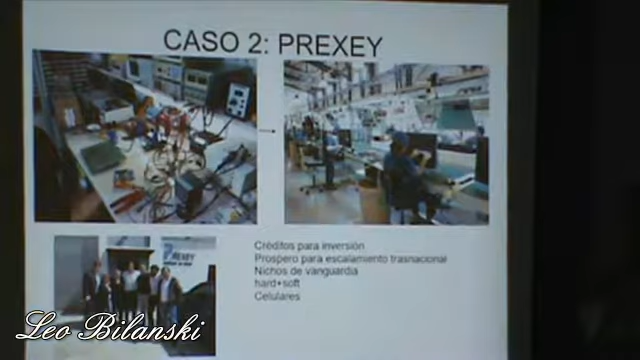 CASO 2: PREXEY
PREXEY
Créditos para inversión
Prospero para escalamiento trasnacional
Nichos de vanguardia
hard+soft
Celulares
Leo Bilanski